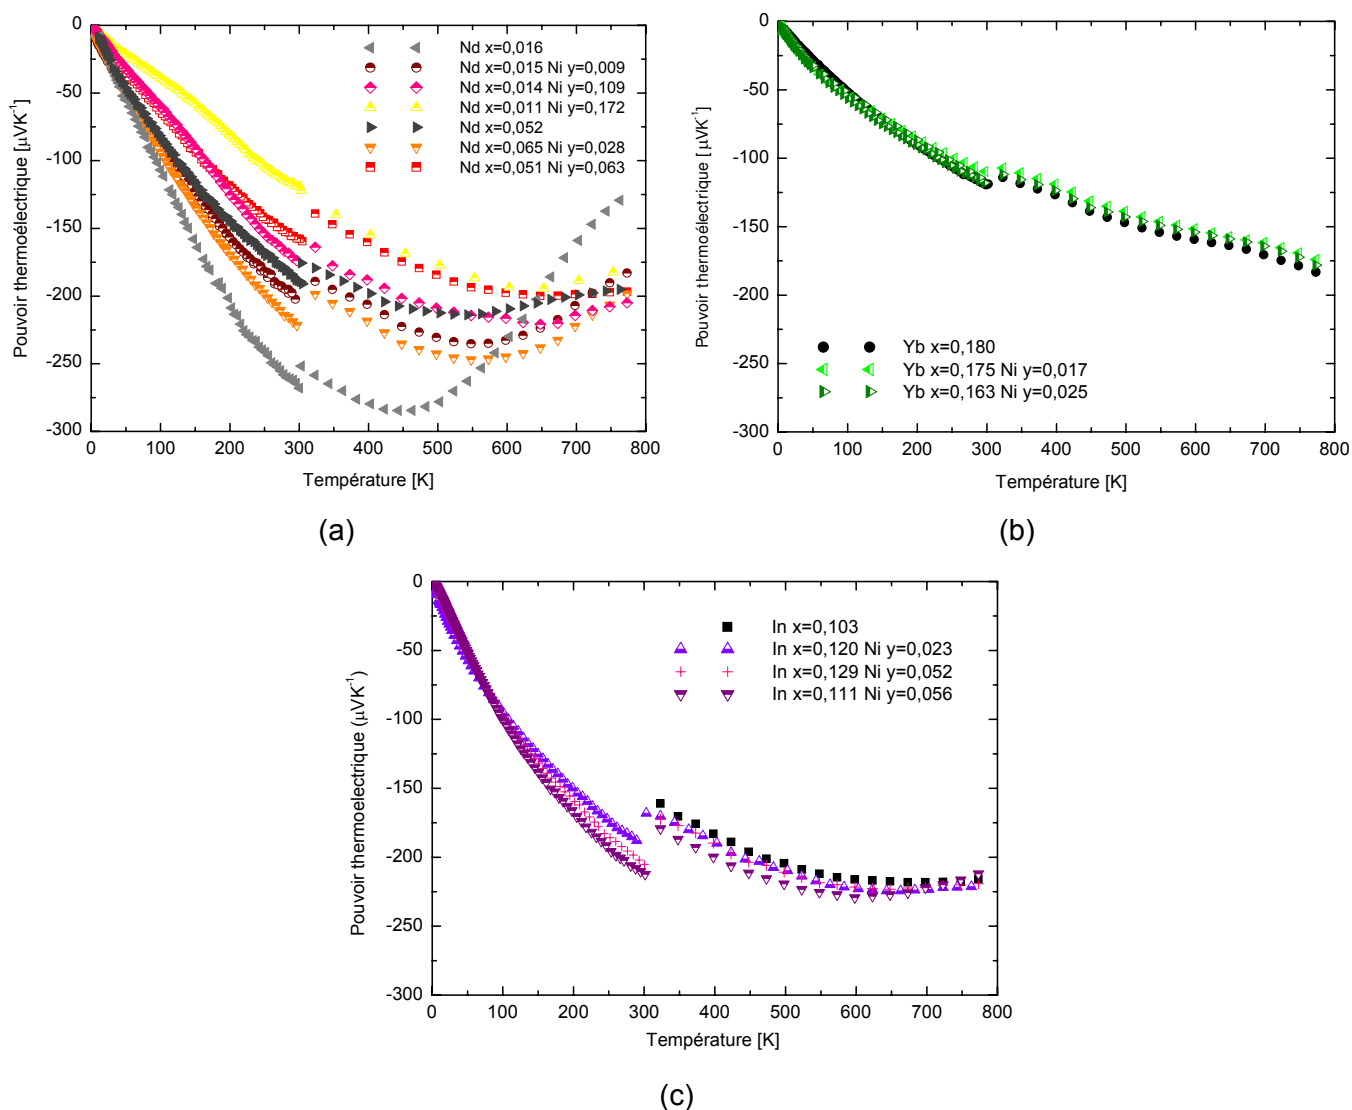 0
-50
-100
-150
-200
-250
-300
Pouvoir thermoélectrique [µVK⁻¹]
Nd x=0,016
Nd x=0,015 Ni y=0,009
Nd x=0,014 Ni y=0,109
Nd x=0,011 Ni y=0,172
Nd x=0,052
Nd x=0,065 Ni y=0,028
Nd x=0,051 Ni y=0,063
0 100 200 300 400 500 600 700 800
Température [K]
(a)
0
-50
-100
-150
-200
-250
-300
Pouvoir thermoélectrique [µVK⁻¹]
Yb x=0,180
Yb x=0,175 Ni y=0,017
Yb x=0,163 Ni y=0,025
0 100 200 300 400 500 600 700 800
Température [K]
(b)
0
-50
-100
-150
-200
-250
-300
Pouvoir thermoelectrique (µVK⁻¹)
In x=0,103
In x=0,120 Ni y=0,023
In x=0,129 Ni y=0,052
In x=0,111 Ni y=0,056
0 100 200 300 400 500 600 700 800
Température [K]
(c)